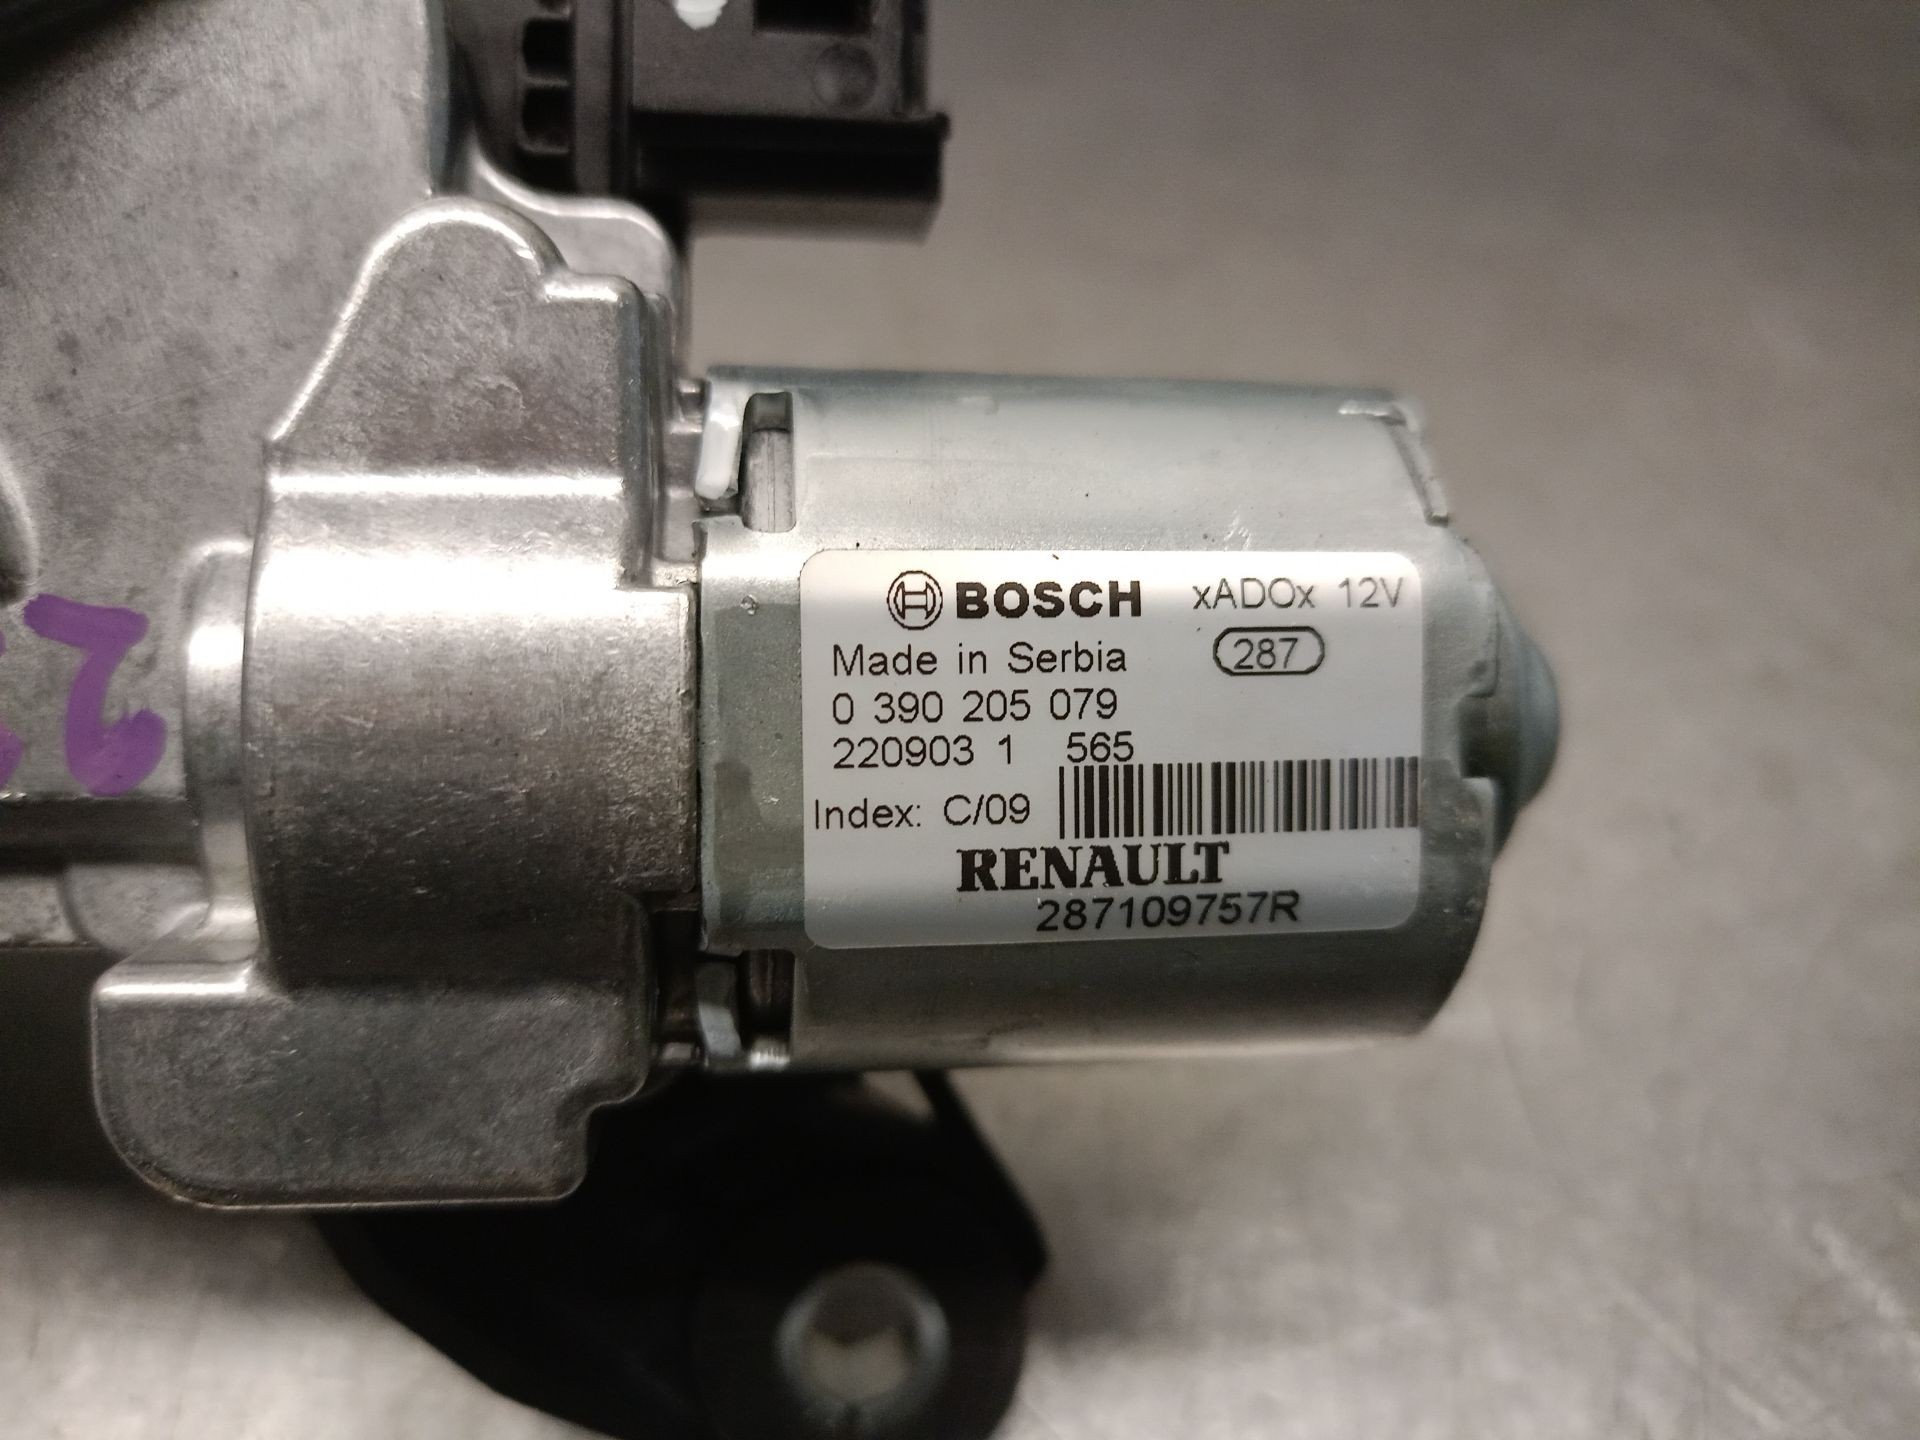 BOSCH xADOx 12V
Made in Serbia 287
0 390 205 079
220903 1 565
Index: C/09
RENAULT
287109757R